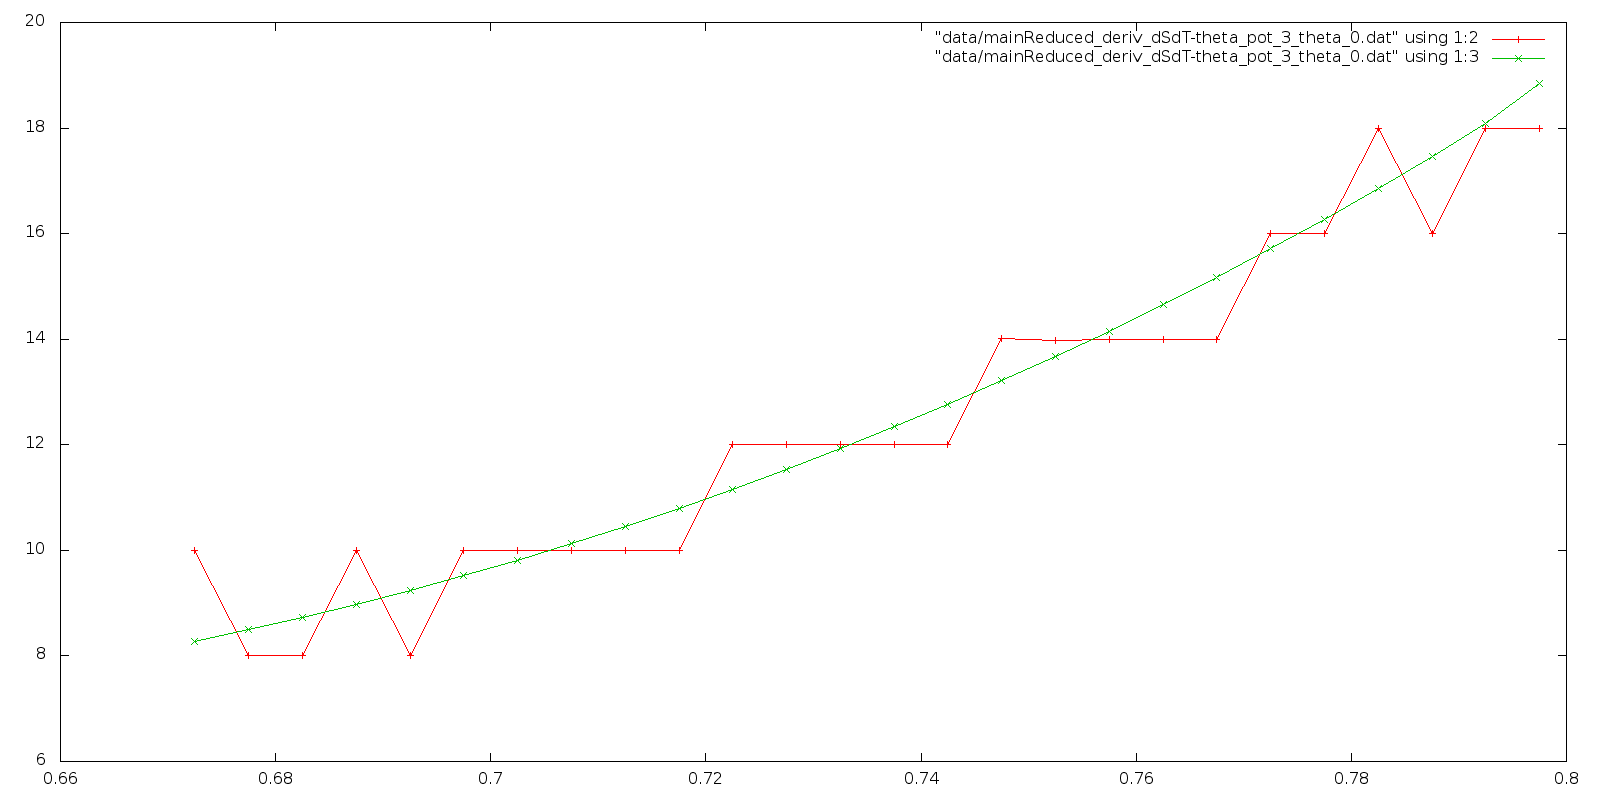 "data/mainReduced_deriv_dSdT-theta_pot_3_theta_0.dat" using 1:2
"data/mainReduced_deriv_dSdT-theta_pot_3_theta_0.dat" using 1:3
20
18
16
14
12
10
8
6
0.66 0.68 0.7 0.72 0.74 0.76 0.78 0.8